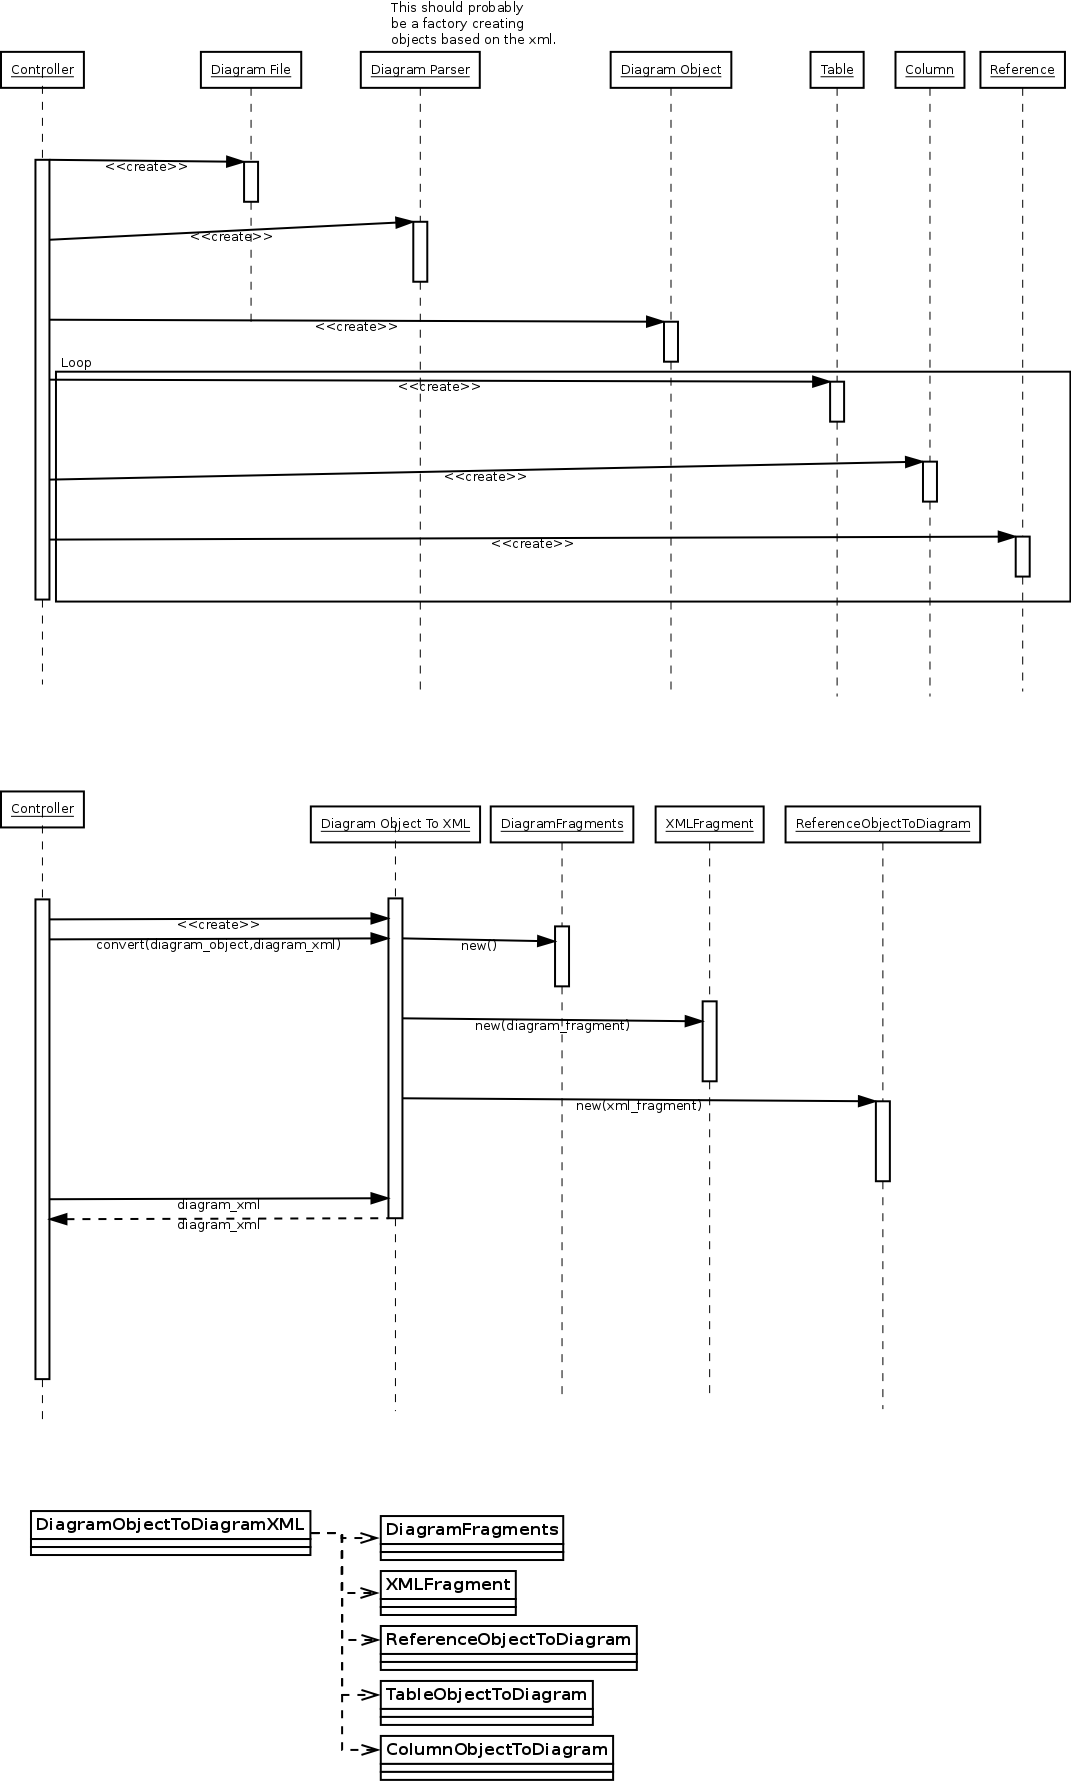 This should probably
be a factory creating
objects based on the xml.
Controller
Diagram File
Diagram Parser
Diagram Object
Table
Column
Reference
<<create>>
<<create>>
<<create>>
Loop
<<create>>
<<create>>
<<create>>
Controller
Diagram Object To XML
DiagramFragments
XMLFragment
ReferenceObjectToDiagram
<<create>>
convert(diagram_object,diagram_xml)
new()
new(diagram_fragment)
new(xml_fragment)
diagram_xml
diagram_xml
DiagramObjectToDiagramXML
DiagramFragments
XMLFragment
ReferenceObjectToDiagram
TableObjectToDiagram
ColumnObjectToDiagram